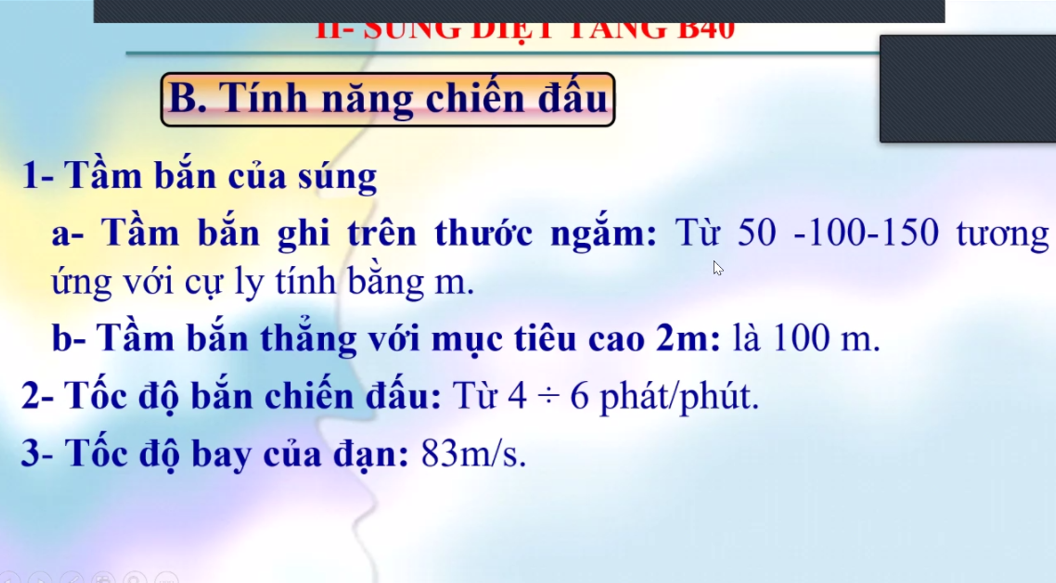 II- SÚNG DIỆT TĂNG B40
B. Tính năng chiến đấu
1- Tầm bắn của súng
a- Tầm bắn ghi trên thước ngắm: Từ 50 -100-150 tương
ứng với cự ly tính bằng m.
b- Tầm bắn thẳng với mục tiêu cao 2m: là 100 m.
2- Tốc độ bắn chiến đấu: Từ 4 ÷ 6 phát/phút.
3- Tốc độ bay của đạn: 83m/s.